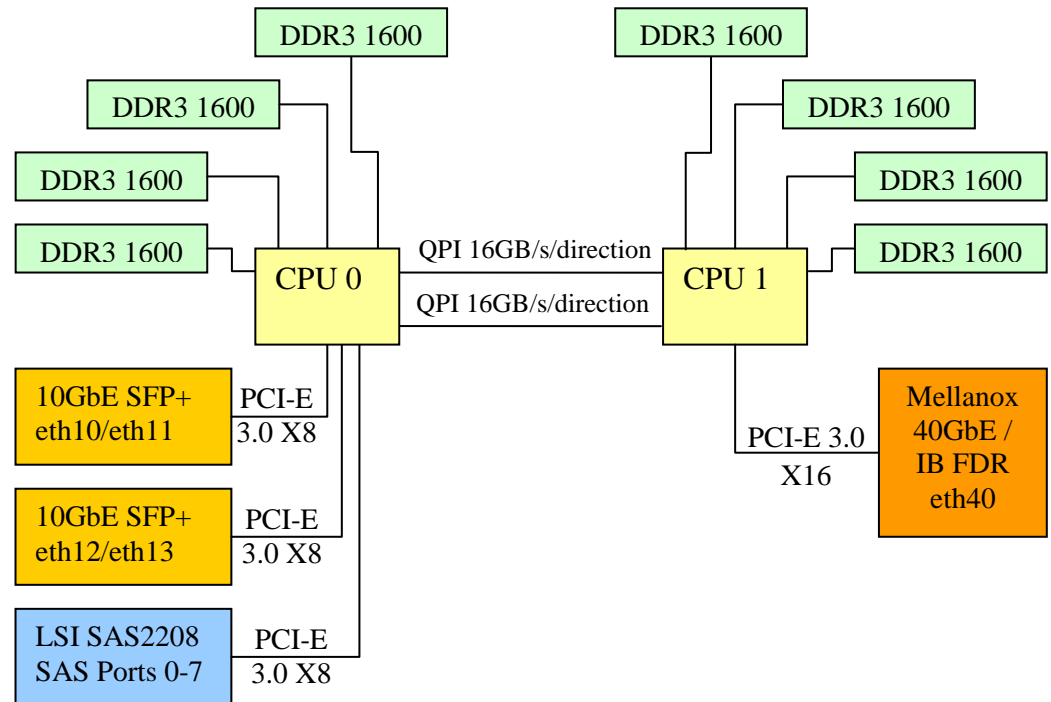 DDR3 1600
DDR3 1600
DDR3 1600
DDR3 1600
DDR3 1600
DDR3 1600
DDR3 1600
DDR3 1600
QPI 16GB/s/direction
CPU 0
CPU 1
QPI 16GB/s/direction
10GbE SFP+
eth10/eth11
PCI-E
3.0 X8
Mellanox
40GbE /
IB FDR
eth40
PCI-E 3.0
X16
10GbE SFP+
eth12/eth13
PCI-E
3.0 X8
LSI SAS2208
SAS Ports 0-7
PCI-E
3.0 X8